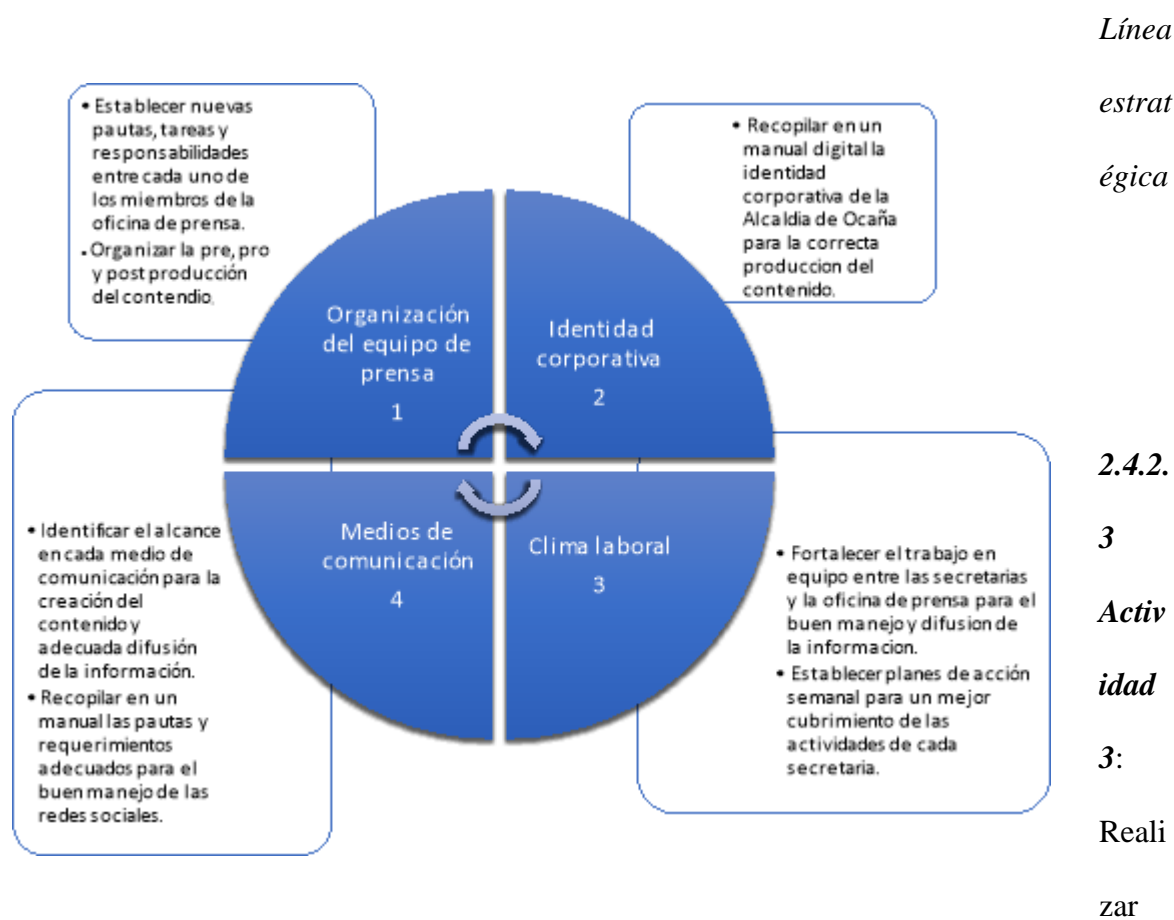 Línea
estrat
égica
• Establecer nuevas
pautas, tareas y
responsabilidades
entre cada uno de
los miembros de la
oficina de prensa.
• Organizar la pre, pro
y post producción
del contendio.
• Recopilar en un
manual digital la
identidad
corporativa de la
Alcaldia de Ocaña
para la correcta
produccion del
contenido.
Organización
del equipo de
prensa
1
Identidad
corporativa
2
Medios de
comunicación
4
Clima laboral
3
• Identificar el alcance
en cada medio de
comunicación para la
creación del
contenido y
adecuada difusión
de la información.
• Recopilar en un
manual las pautas y
requerimientos
adecuados para el
buen manejo de las
redes sociales.
• Fortalecer el trabajo en
equipo entre las secretarias
y la oficina de prensa para el
buen manejo y difusion de
la informacion.
• Establecer planes de acción
semanal para un mejor
cubrimiento de las
actividades de cada
secretaria.
2.4.2.
3
Activ
idad
3:
Reali
zar